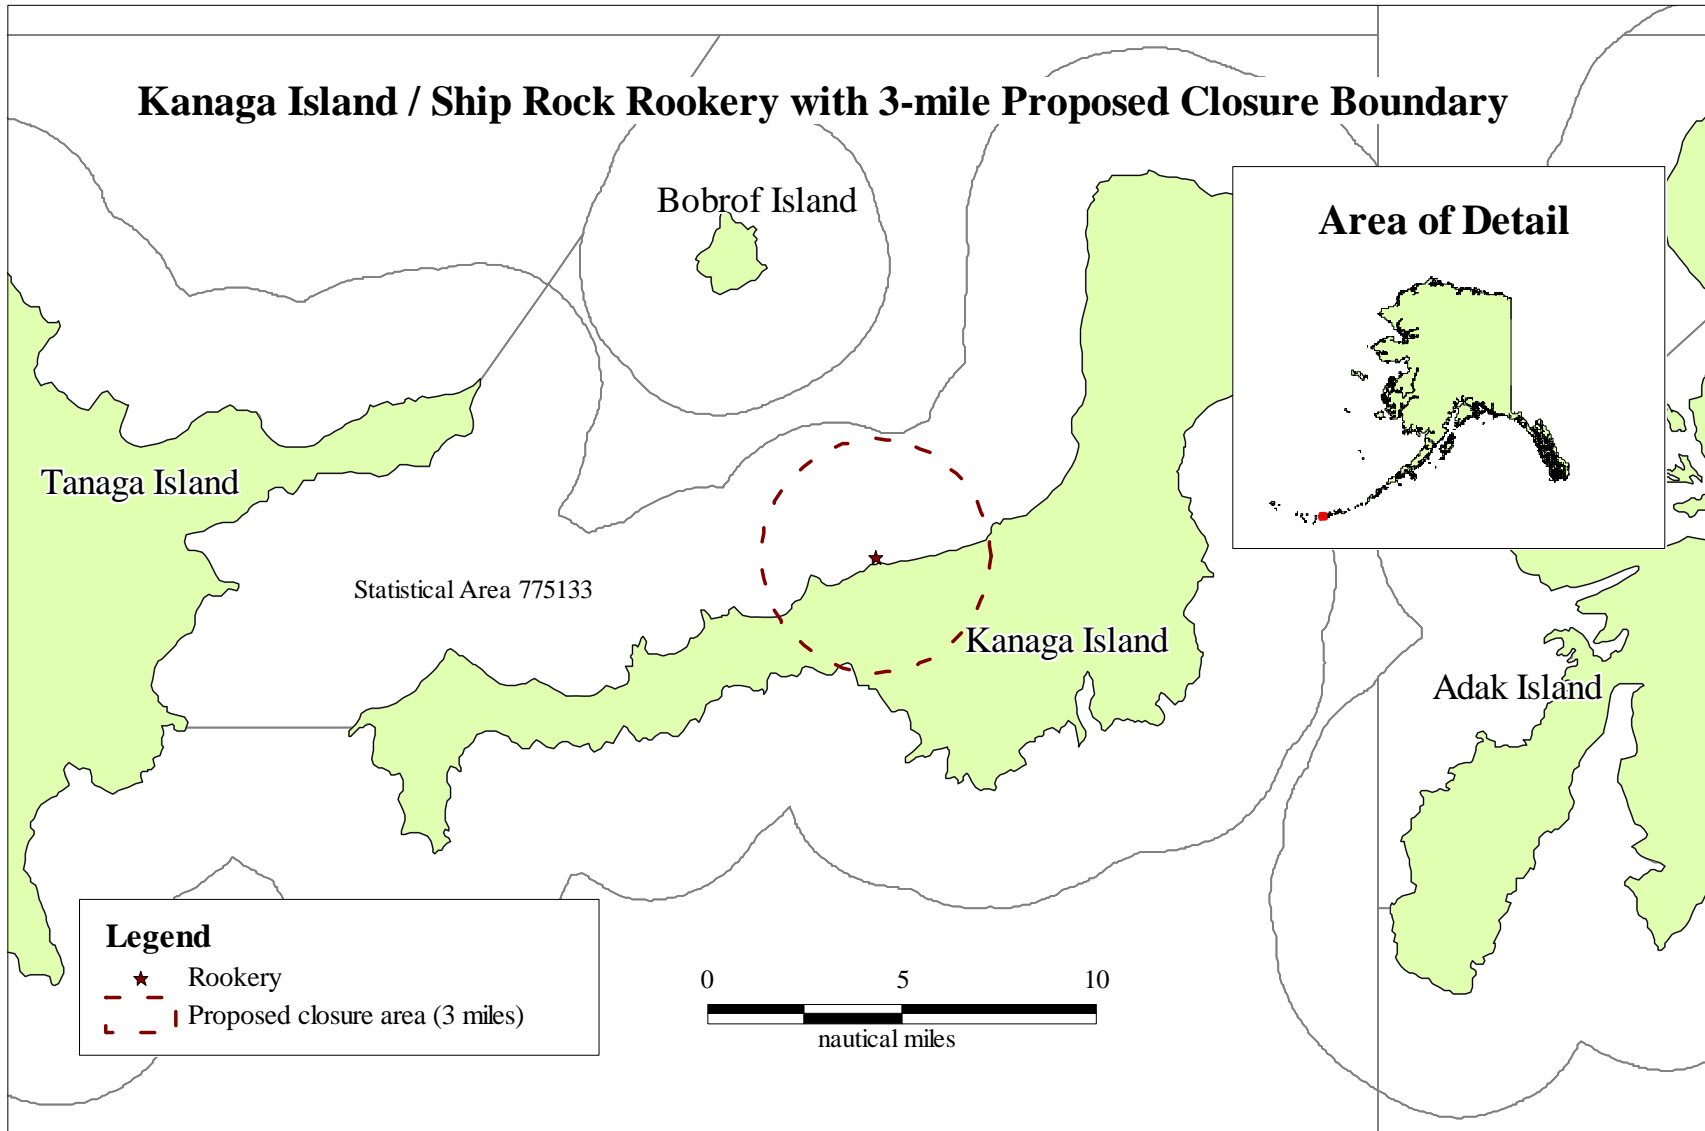 Kanaga Island / Ship Rock Rookery with 3-mile Proposed Closure Boundary
Bobrof Island
Area of Detail
Tanaga Island
Statistical Area 775133
Kanaga Island
Adak Island
Legend
Rookery
Proposed closure area (3 miles)
0 5 10
nautical miles